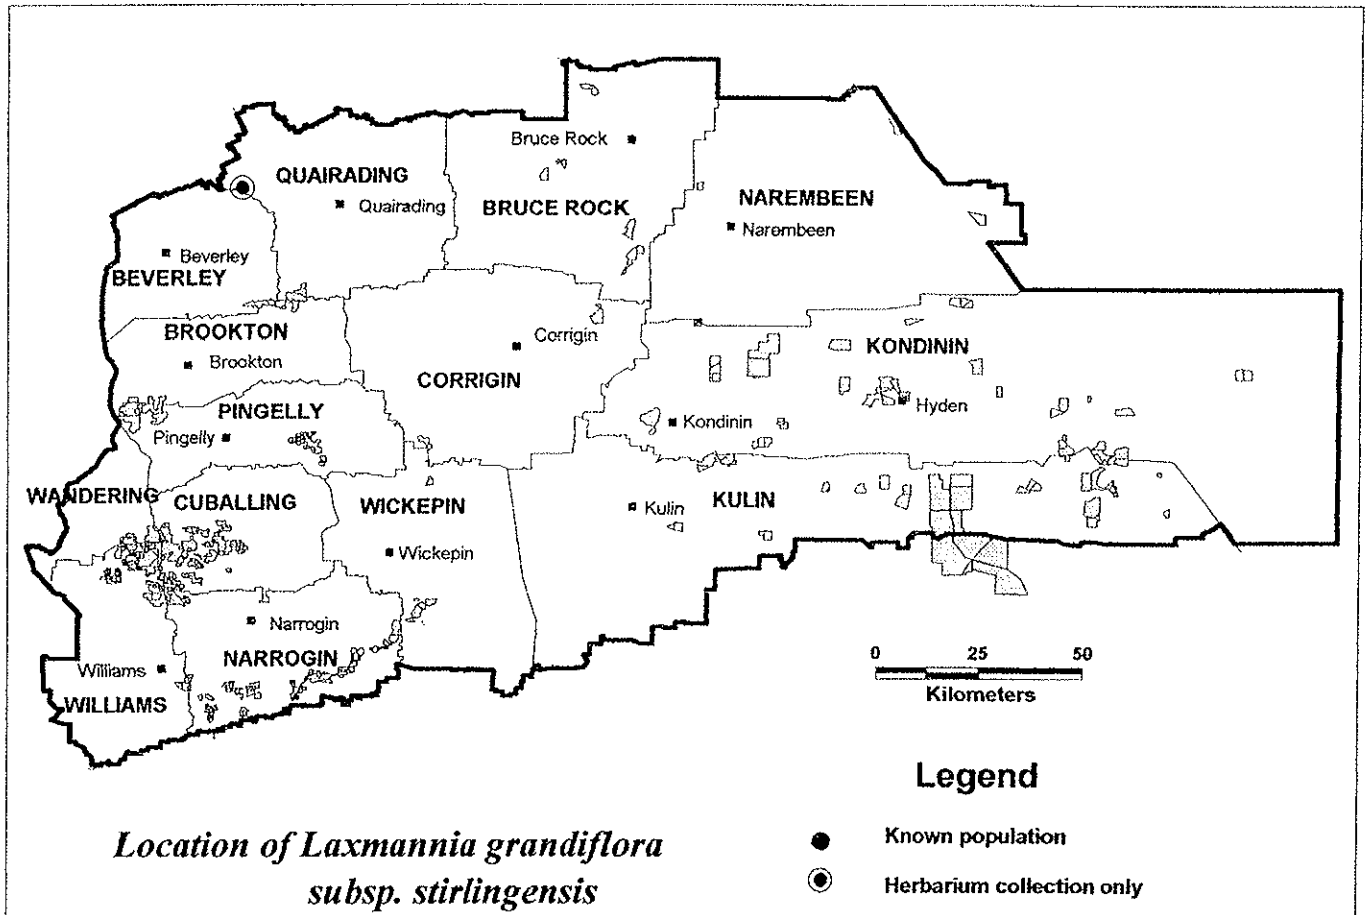 Bruce Rock
QUAIRADING
Quairading
BRUCE ROCK
NAREMBEEN
Narembeen
Beverley
BEVERLEY
BROOKTON
Brookton
Corrigin
CORRIGIN
KONDININ
Hyden
PINGELLY
Pingelly
Kondinin
WANDERING
CUBALLING
WICKEPIN
Kulin
KULIN
Wickepin
Narrogin
NARROGIN
Williams
WILLIAMS
0 25 50
Kilometers
Legend
Known population
Herbarium collection only
Location of Laxmannia grandiflora
subsp. stirlingensis